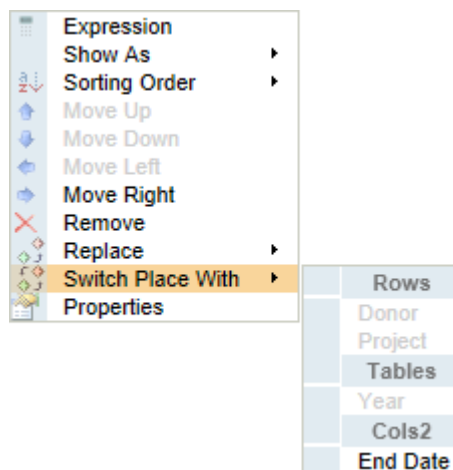 Expression
Show As
Sorting Order
Move Up
Move Down
Move Left
Move Right
Remove
Replace
Switch Place With
Properties
Rows
Donor
Project
Tables
Year
Cols2
End Date